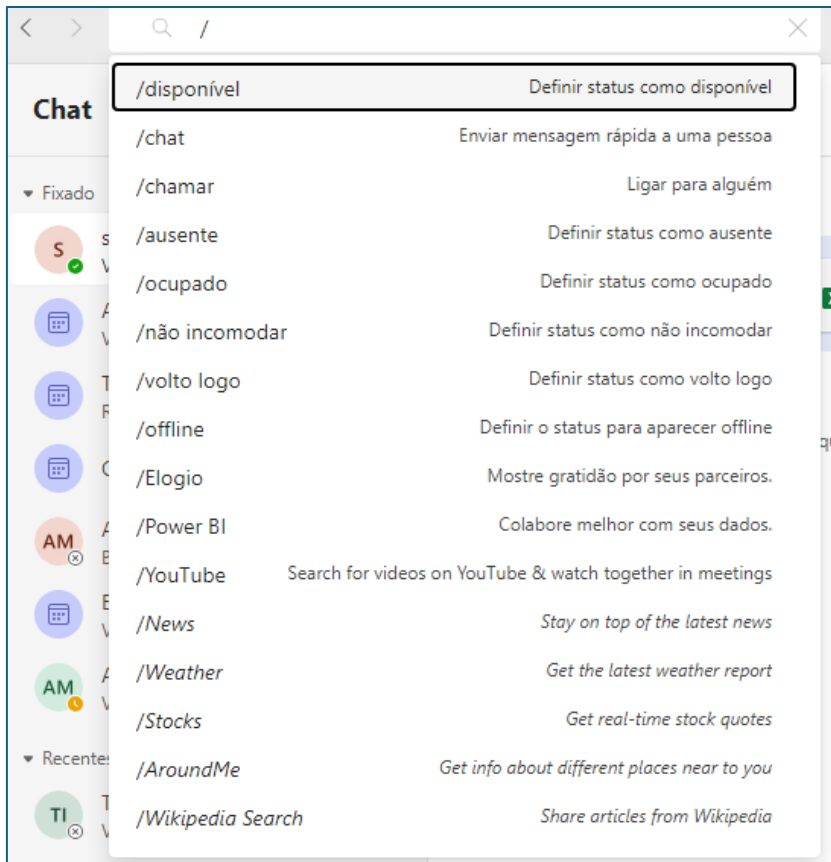 /
/disponível Definir status como disponível
Chat
/chat Enviar mensagem rápida a uma pessoa
/chamar Ligar para alguém
Fixado
/ausente Definir status como ausente
S
/ocupado Definir status como ocupado
/não incomodar Definir status como não incomodar
/volto logo Definir status como volto logo
/offline Definir o status para aparecer offline
/Elogio Mostre gratidão por seus parceiros.
/Power BI Colabore melhor com seus dados.
AM
/YouTube Search for videos on YouTube & watch together in meetings
/News Stay on top of the latest news
/Weather Get the latest weather report
AM
/Stocks Get real-time stock quotes
Recentes
/AroundMe Get info about different places near to you
/Wikipedia Search Share articles from Wikipedia
TI